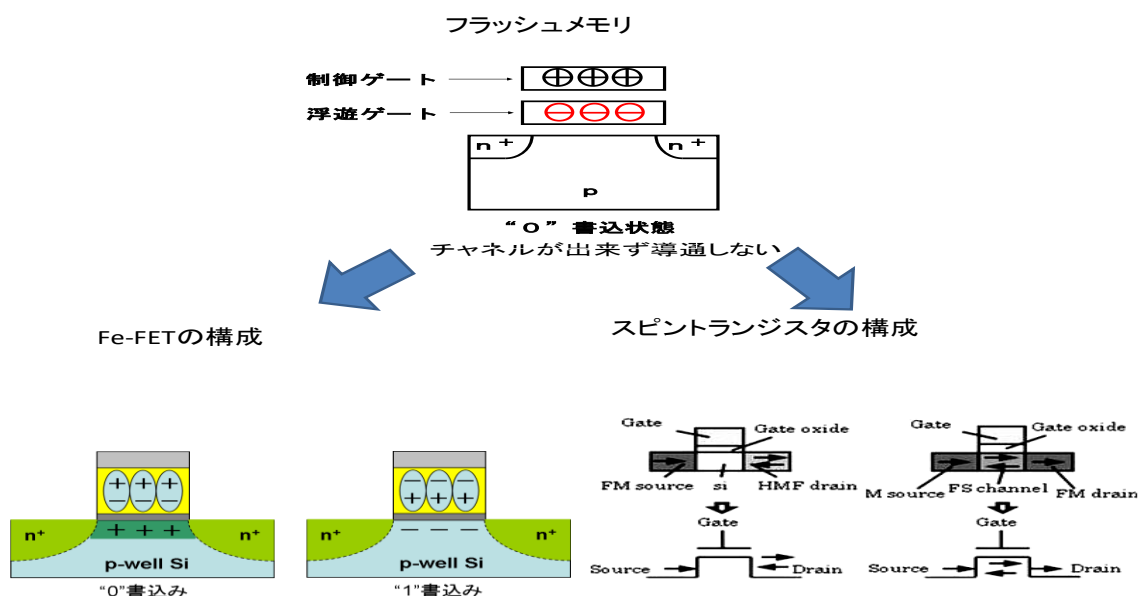 フラッシュメモリ
制御ゲート
浮遊ゲート
n +
n +
p
“０” 書込状態
チャネルが出来ず導通しない
Fe-FETの構成
スピントランジスタの構成
+ + +
− − −
+ + +
n+
n+
p-well Si
“0”書込み
− − −
+ + +
− − −
n+
n+
p-well Si
“1”書込み
Gate
Gate oxide
FM source
si
HMF drain
Gate
Source
Drain
Gate
Gate oxide
M source
FS channel
FM drain
Gate
Source
Drain